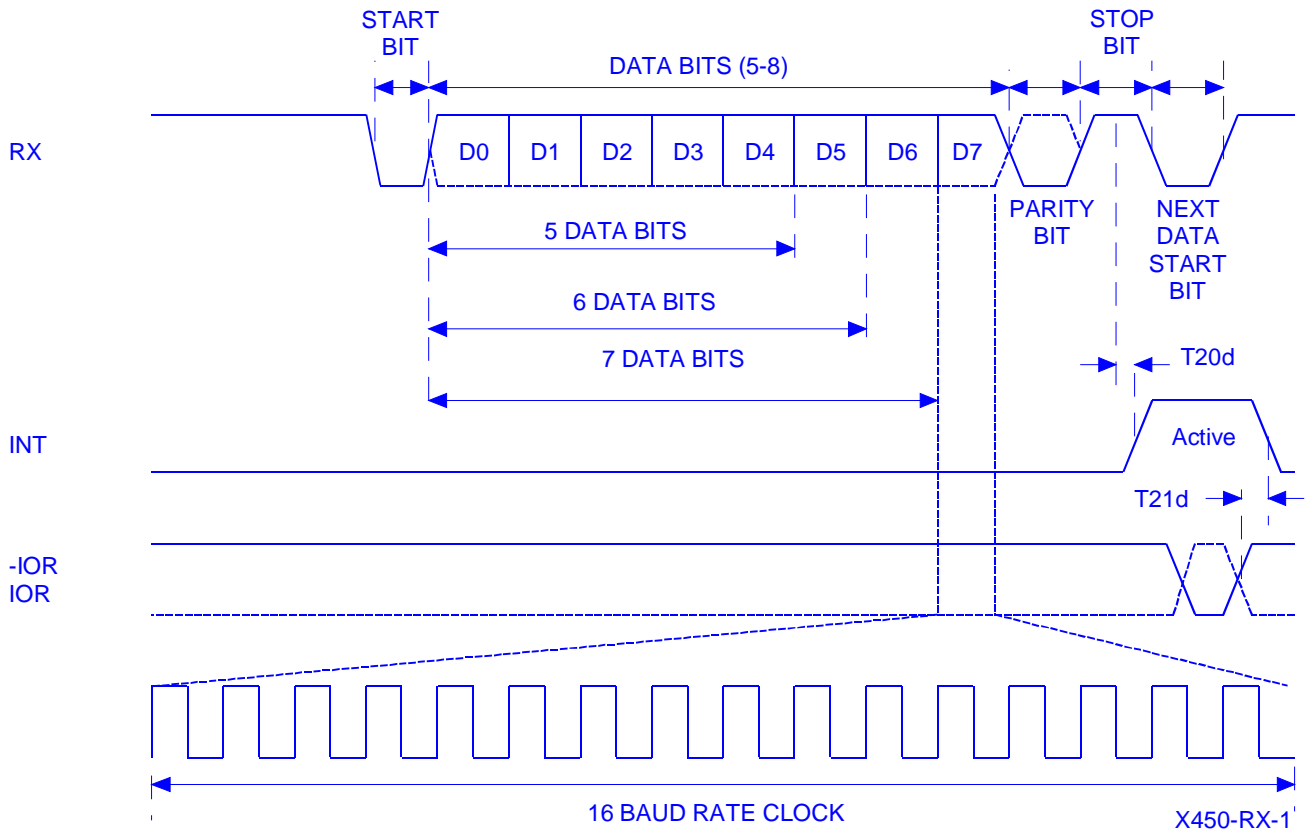 START
BIT
STOP
BIT
DATA BITS (5-8)
RX
D0 D1 D2 D3 D4 D5 D6 D7
PARITY
BIT
NEXT
DATA
START
BIT
5 DATA BITS
6 DATA BITS
7 DATA BITS
T20d
INT
Active
T21d
-IOR
IOR
16 BAUD RATE CLOCK
X450-RX-1